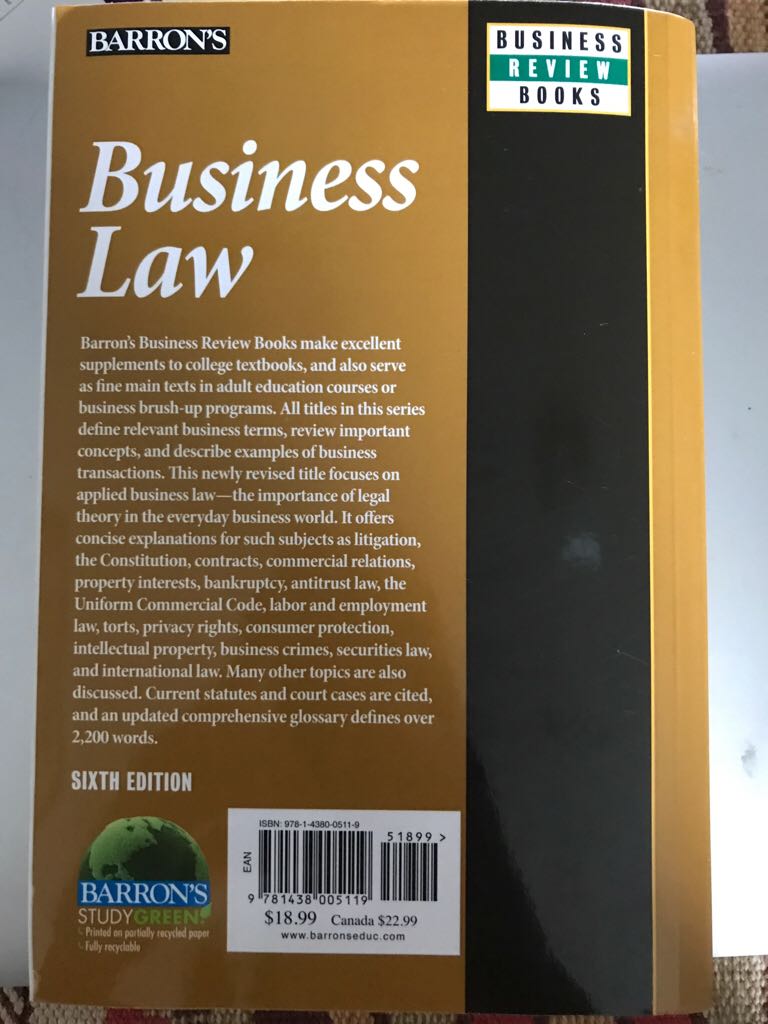 BARRON'S
BUSINESS
REVIEW
BOOKS
Business
Law
Barron's Business Review Books make excellent
supplements to college textbooks, and also serve
as fine main texts in adult education courses or
business brush-up programs. All titles in this series
define relevant business terms, review important
concepts, and describe examples of business
transactions. This newly revised title focuses on
applied business law—the importance of legal
theory in the everyday business world. It offers
concise explanations for such subjects as litigation,
the Constitution, contracts, commercial relations,
property interests, bankruptcy, antitrust law, the
Uniform Commercial Code, labor and employment
law, torts, privacy rights, consumer protection,
intellectual property, business crimes, securities law,
and international law. Many other topics are also
discussed. Current statutes and court cases are cited,
and an updated comprehensive glossary defines over
2,200 words.
SIXTH EDITION
BARRON'S
STUDYGREEN!
Printed on partially recycled paper
Fully recyclable
ISBN: 978-1-4380-0511-9
EAN
51899 >
9 781438 005119
$18.99 Canada $22.99
www.barronseduc.com